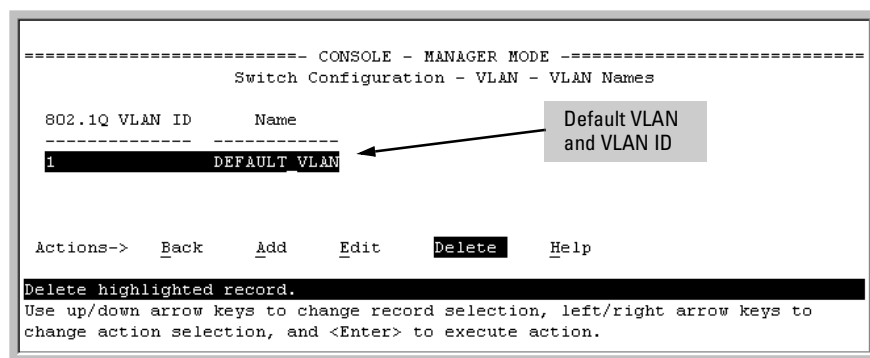 ==========================- CONSOLE - MANAGER MODE -============================
Switch Configuration - VLAN - VLAN Names
802.1Q VLAN ID Name
-------------- ------------
1 DEFAULT_VLAN
Default VLAN
and VLAN ID
Actions-> Back Add Edit Delete Help
Delete highlighted record.
Use up/down arrow keys to change record selection, left/right arrow keys to
change action selection, and <Enter> to execute action.